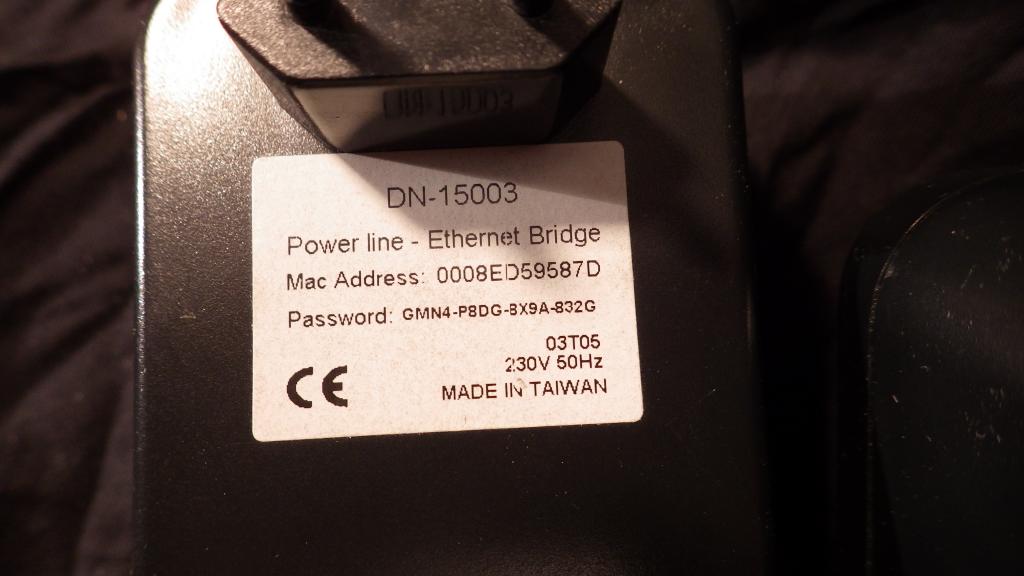 DN-15003
Power line - Ethernet Bridge
Mac Address: 0008ED59587D
Password: GMN4-P8DG-8X9A-832G
03T05
230V 50Hz
CE
MADE IN TAIWAN